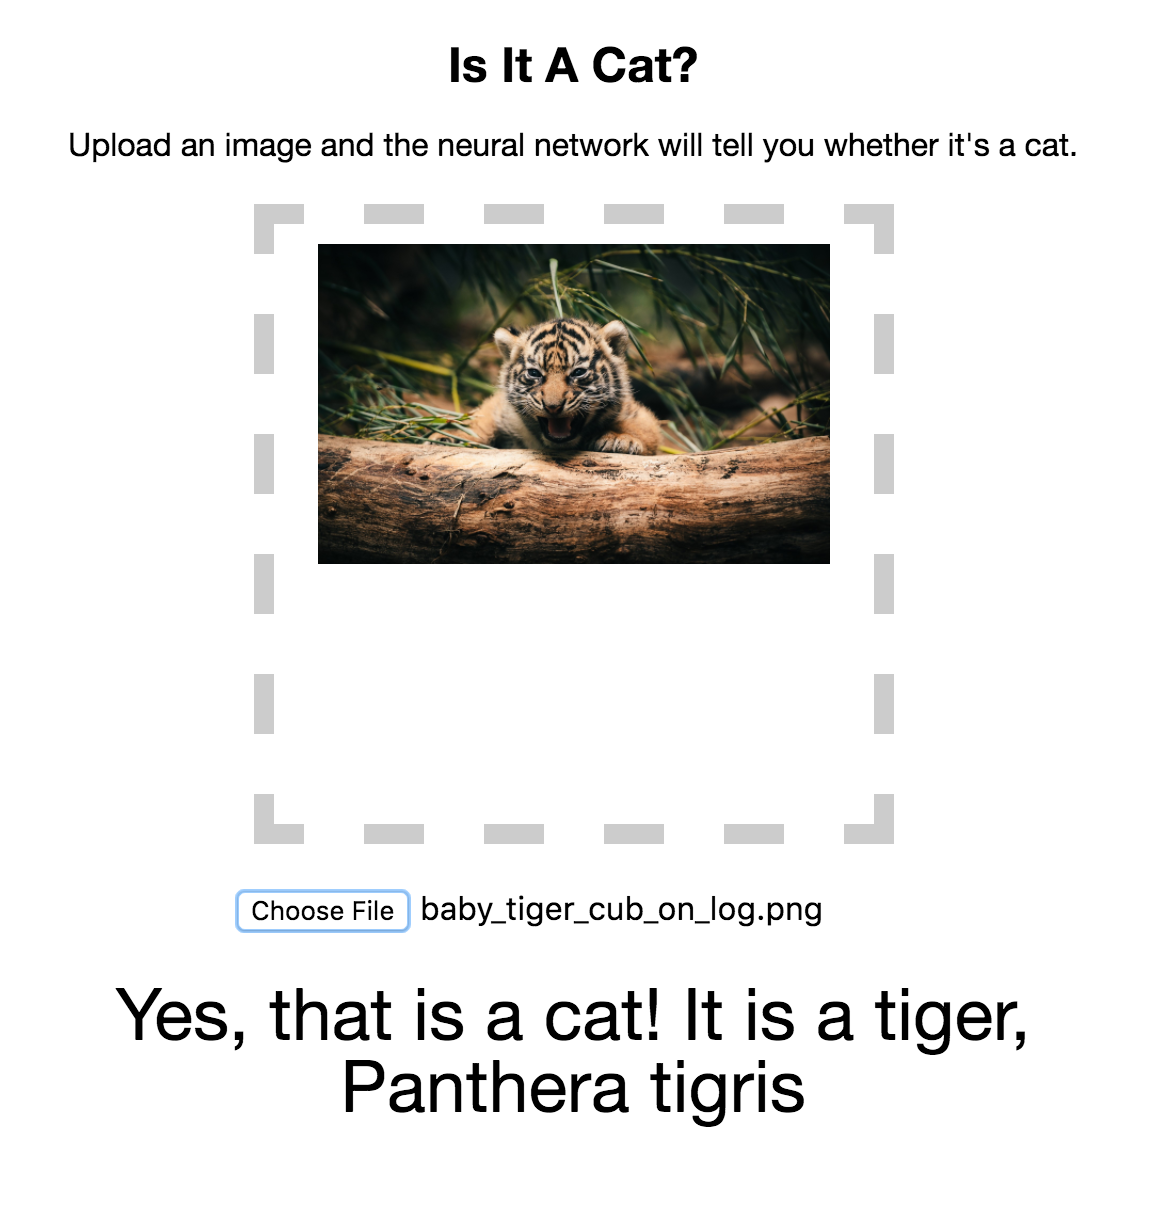 Is It A Cat?
Upload an image and the neural network will tell you whether it's a cat.
Choose File baby_tiger_cub_on_log.png
Yes, that is a cat! It is a tiger,
Panthera tigris